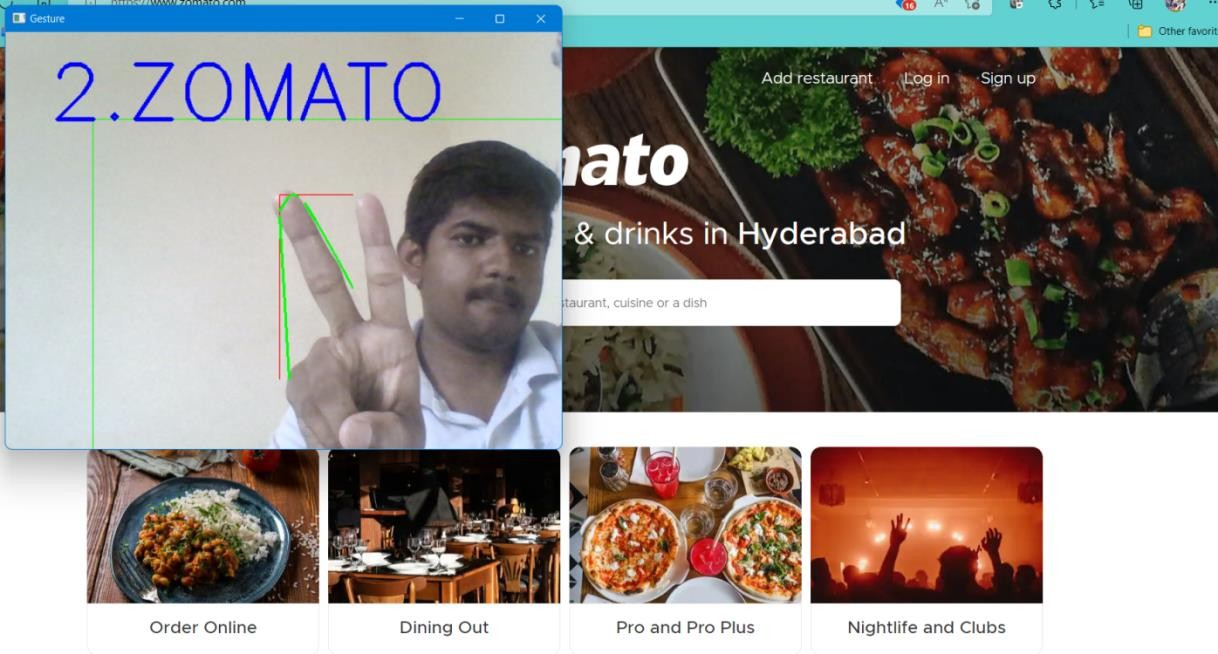 https://www.zomato.com
16
Gesture
Other favorit
2.ZOMATO
Add restaurant
Log in
Sign up
mato
& drinks in Hyderabad
staurant, cuisine or a dish
Order Online
Dining Out
Pro and Pro Plus
Nightlife and Clubs